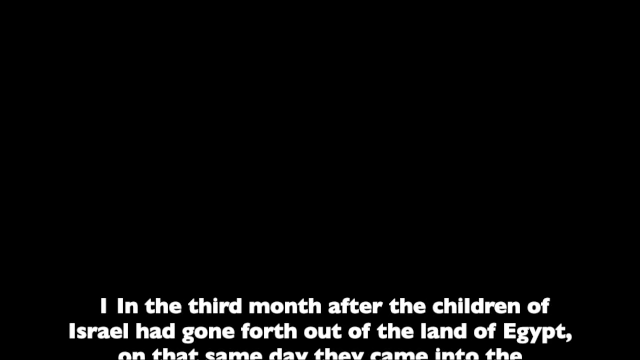 1 In the third month after the children of
Israel had gone forth out of the land of Egypt,
on that same day they came into the